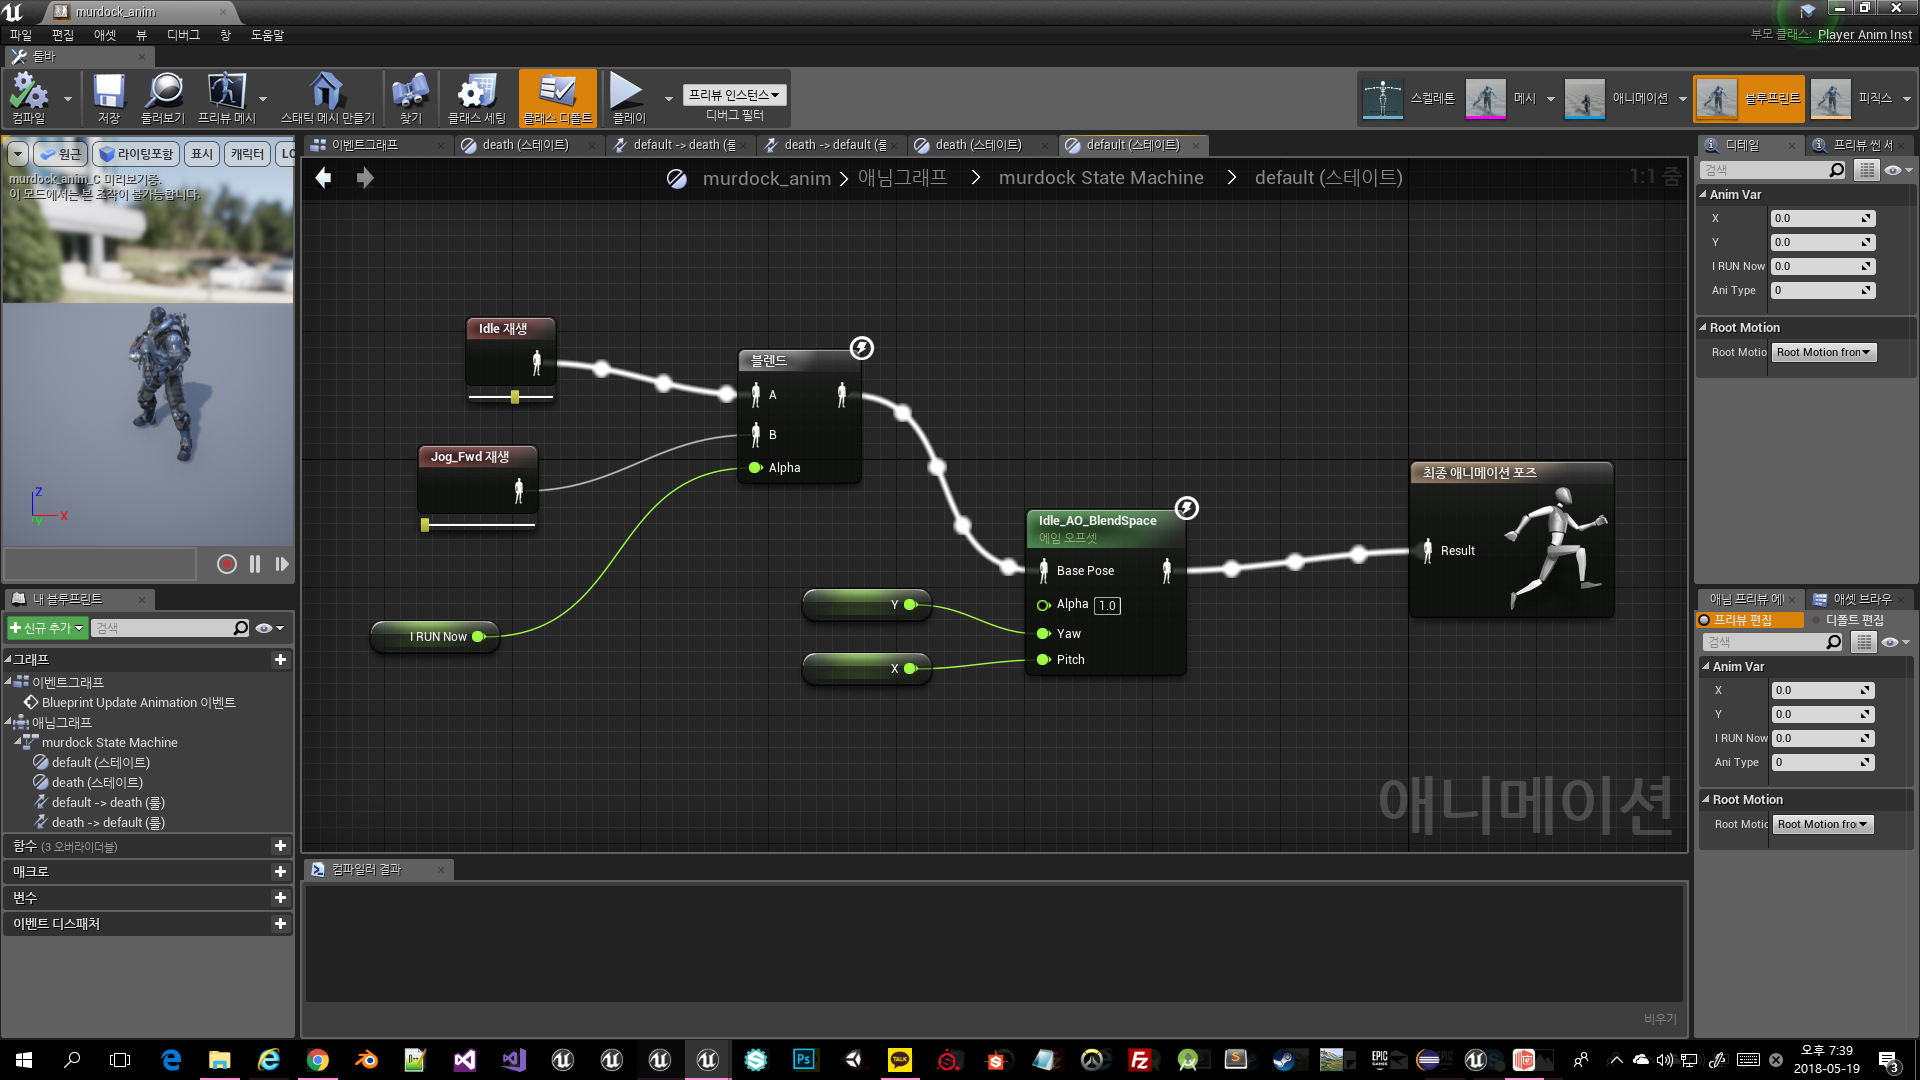 murdock_anim
파일 편집 애셋 뷰 디버그 창 도움말
부모 클래스: Player Anim Inst
툴바
컴파일 저장 둘러보기 프리뷰 메시 스태틱 메시 만들기 찾기 클래스 세팅 클래스 디폴트 플레이
프리뷰 인스턴스
디버그 필터
스켈레톤 메시 애니메이션 블루프린트 피직스
원근 라이팅포함 표시 캐릭터 LO
murdock_anim_C 미리보기중.
이 모드에서는 본 조작이 불가능합니다.
Z
X
Y
이벤트그래프 death (스테이트) default -> death (룰 death -> default (룰 death (스테이트) default (스테이트)
murdock_anim > 애님그래프 > murdock State Machine > default (스테이트)
1:1 줌
Idle 재생
블렌드
A
B
Alpha
Jog_Fwd 재생
I RUN Now
Idle_AO_BlendSpace
에임 오프셋
Base Pose
Alpha 1.0
Yaw
Pitch
Y
X
최종 애니메이션 포즈
Result
애니메이션
내 블루프린트
신규 추가 검색
그래프
이벤트그래프
Blueprint Update Animation 이벤트
애님그래프
murdock State Machine
default (스테이트)
death (스테이트)
default -> death (룰)
death -> default (룰)
함수 (3 오버라이더블)
매크로
변수
이벤트 디스패처
컴파일러 결과
비우기
디테일 프리뷰 씬 세
검색
Anim Var
X 0.0
Y 0.0
I RUN Now 0.0
Ani Type 0
Root Motion
Root Motio Root Motion fron
애님 프리뷰 에 애셋 브라우
프리뷰 편집 디폴트 편집
검색
Anim Var
X 0.0
Y 0.0
I RUN Now 0.0
Ani Type 0
Root Motion
Root Motic Root Motion fro
Ps
TALK
FZ
EPIC
GAMES
오후 7:39
2018-05-19
3